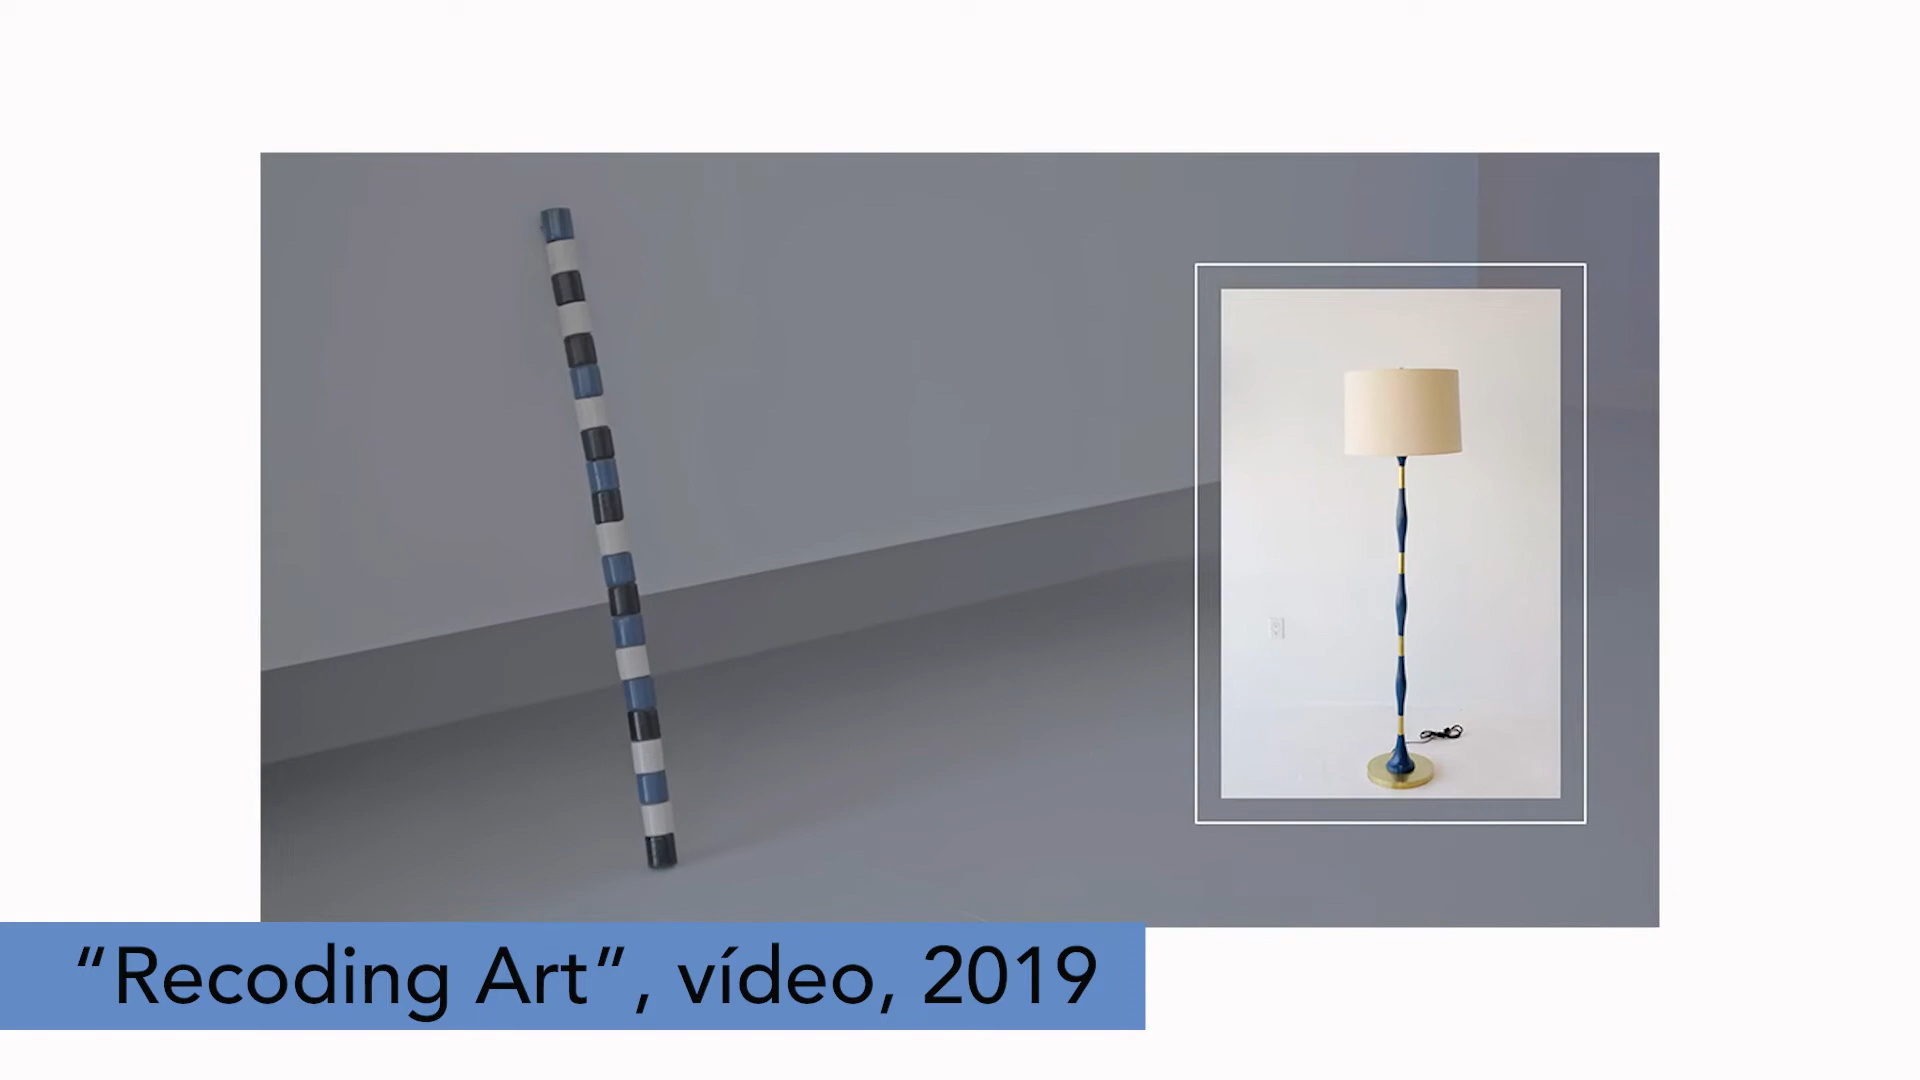 “Recoding Art”, vídeo, 2019